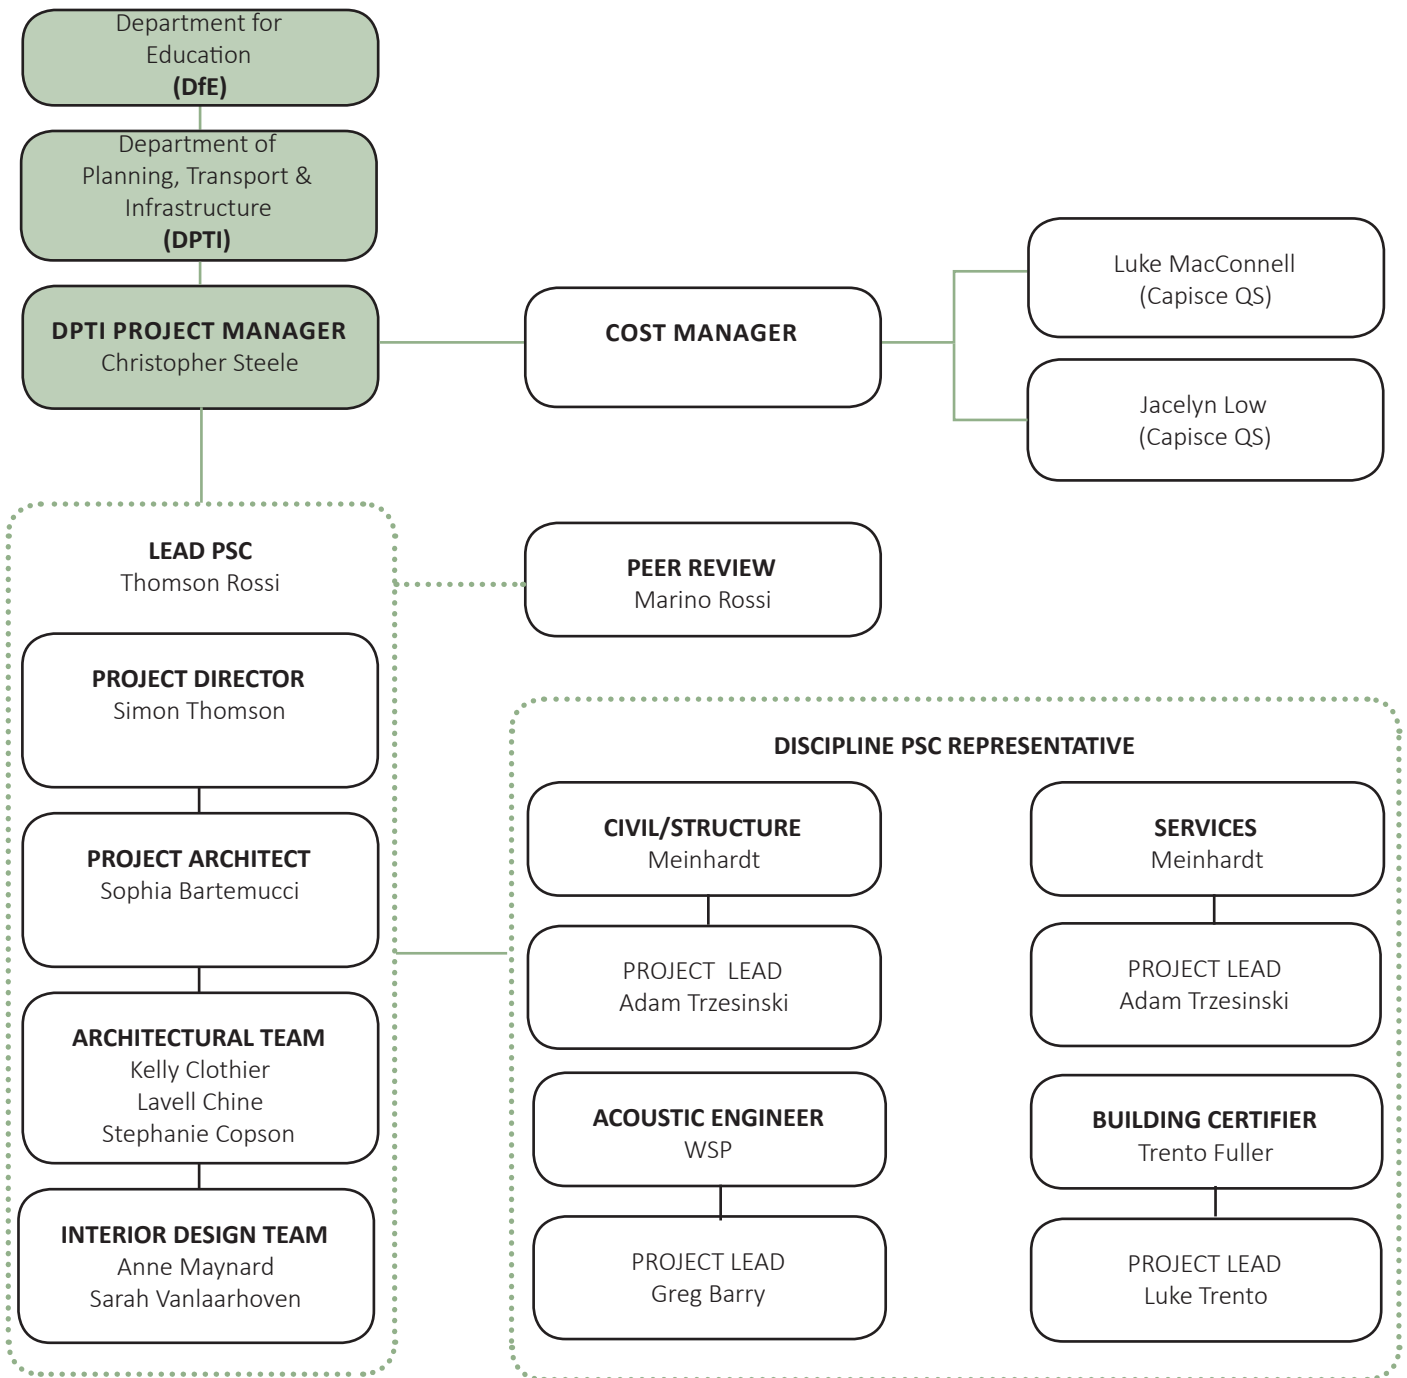 Department for
Education
(DfE)
Department of
Planning, Transport &
Infrastructure
(DPTI)
DPTI PROJECT MANAGER
Christopher Steele
COST MANAGER
Luke MacConnell
(Capisce QS)
Jacelyn Low
(Capisce QS)
LEAD PSC
Thomson Rossi
PEER REVIEW
Marino Rossi
PROJECT DIRECTOR
Simon Thomson
PROJECT ARCHITECT
Sophia Bartemucci
ARCHITECTURAL TEAM
Kelly Clothier
Lavell Chine
Stephanie Copson
INTERIOR DESIGN TEAM
Anne Maynard
Sarah Vanlaarhoven
DISCIPLINE PSC REPRESENTATIVE
CIVIL/STRUCTURE
Meinhardt
PROJECT LEAD
Adam Trzesinski
SERVICES
Meinhardt
PROJECT LEAD
Adam Trzesinski
ACOUSTIC ENGINEER
WSP
PROJECT LEAD
Greg Barry
BUILDING CERTIFIER
Trento Fuller
PROJECT LEAD
Luke Trento